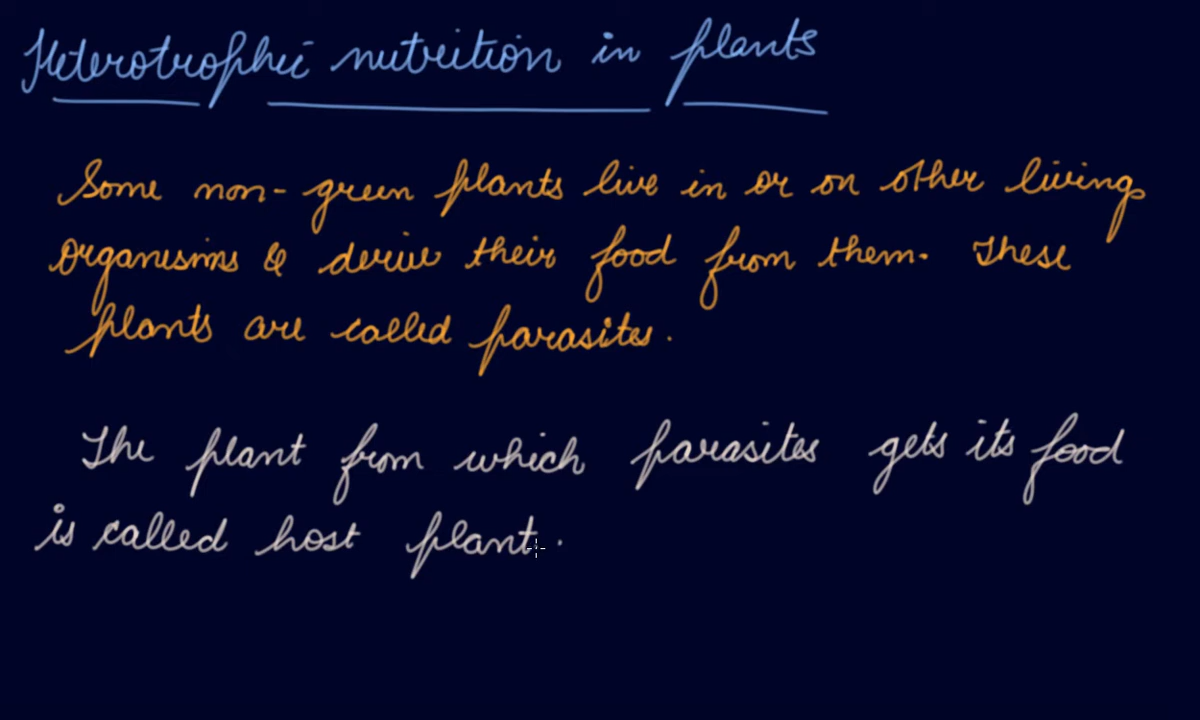 Heterotrophic nutrition in plants
Some non-green plants live in or on other living
organisims & derive their food from them. These
plants are called parasites.
The plant from which parasites gets its food
is called host plant.